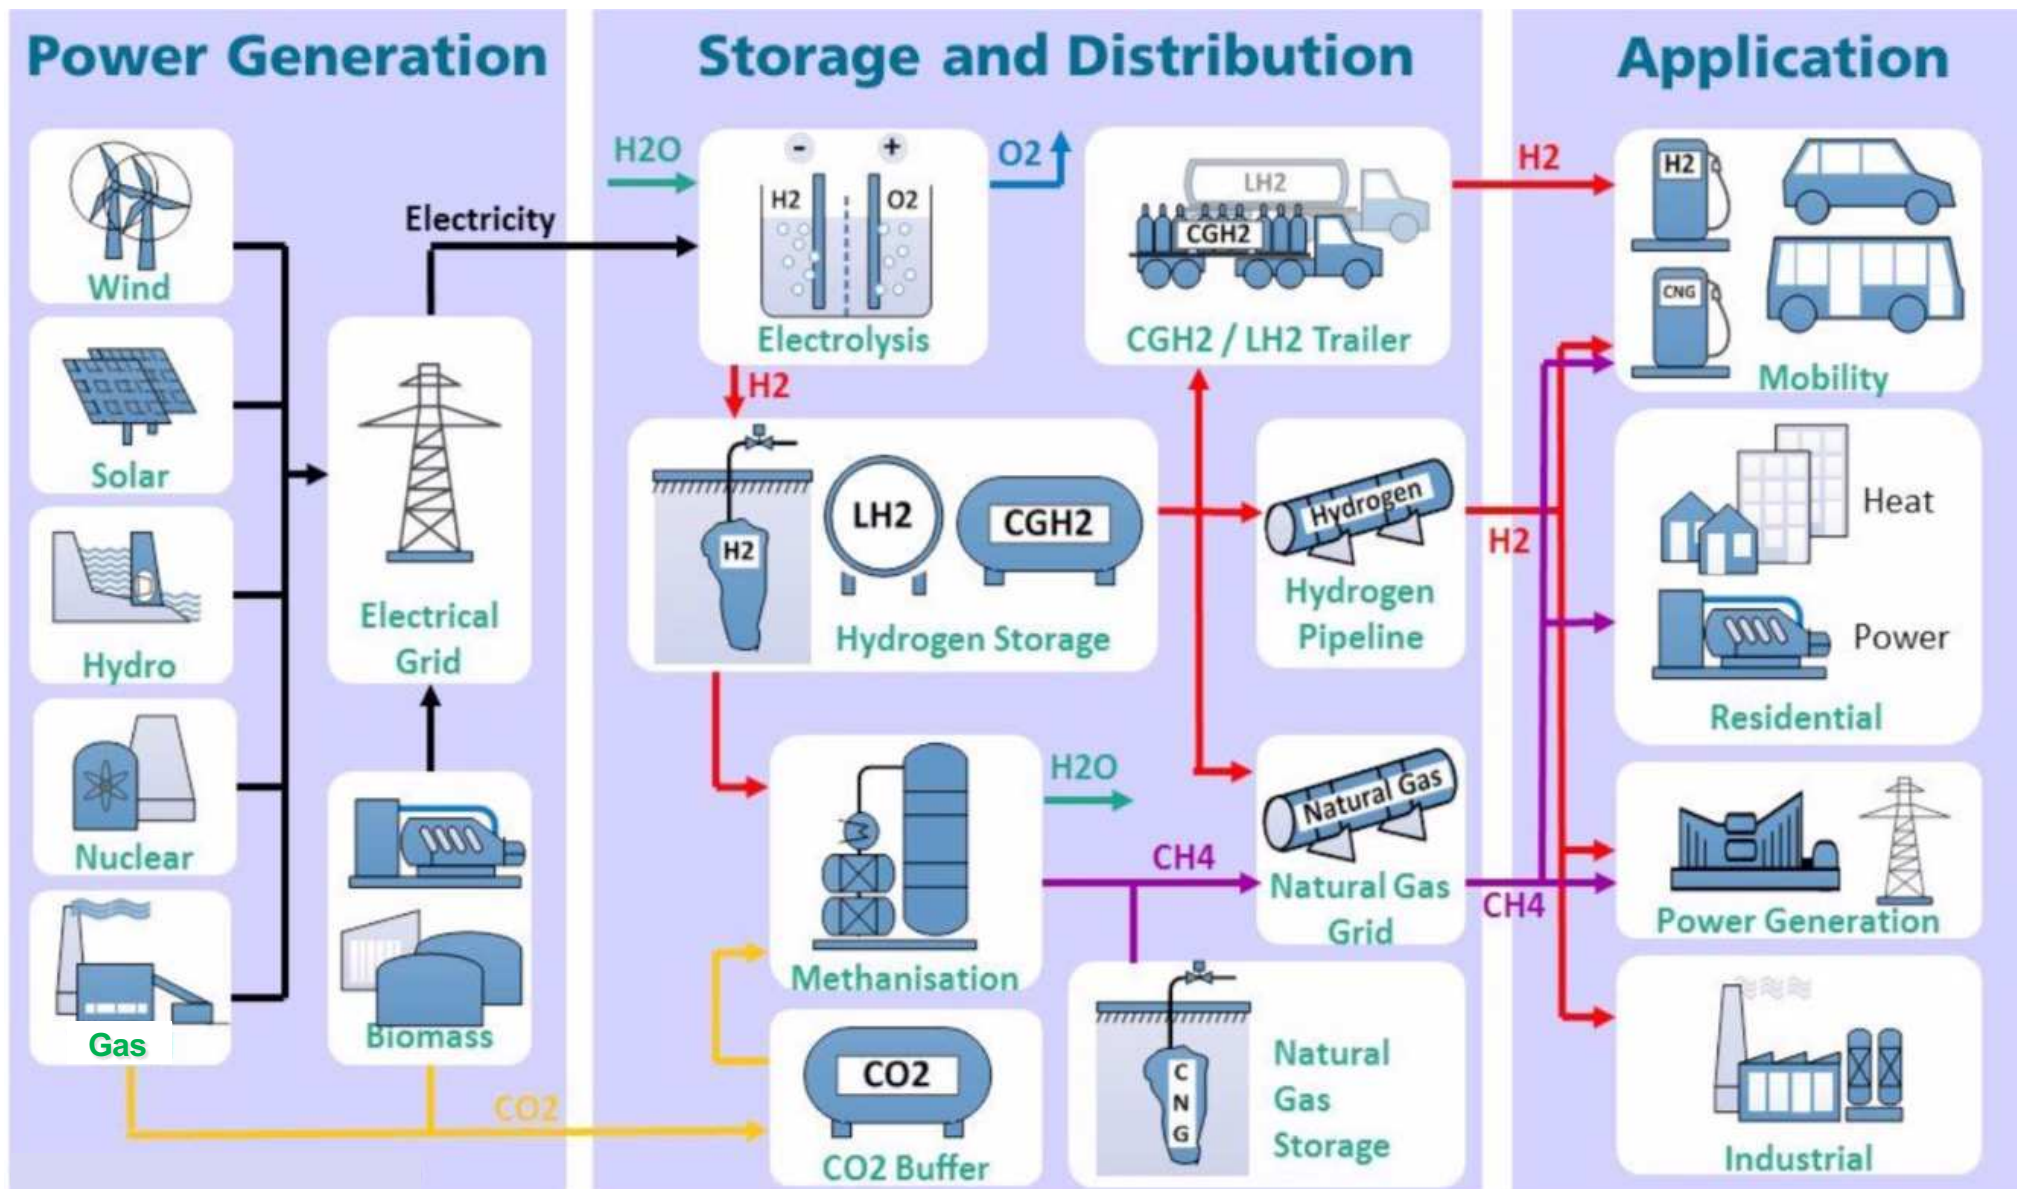 Power Generation
Storage and Distribution
Application
Wind
Solar
Hydro
Nuclear
Gas
Electricity
Electrical
Grid
Biomass
CO2
H2O
- +
H2 O2
Electrolysis
O2
LH2
CGH2
CGH2 / LH2 Trailer
H2
H2
H2
LH2
CGH2
Hydrogen Storage
Hydrogen
Hydrogen
Pipeline
H2
Methanisation
H2O
CH4
Natural Gas
Natural Gas
Grid
CH4
CO2
CO2 Buffer
C
N
G
Natural
Gas
Storage
H2
CNG
Mobility
Heat
Power
Residential
Power Generation
Industrial